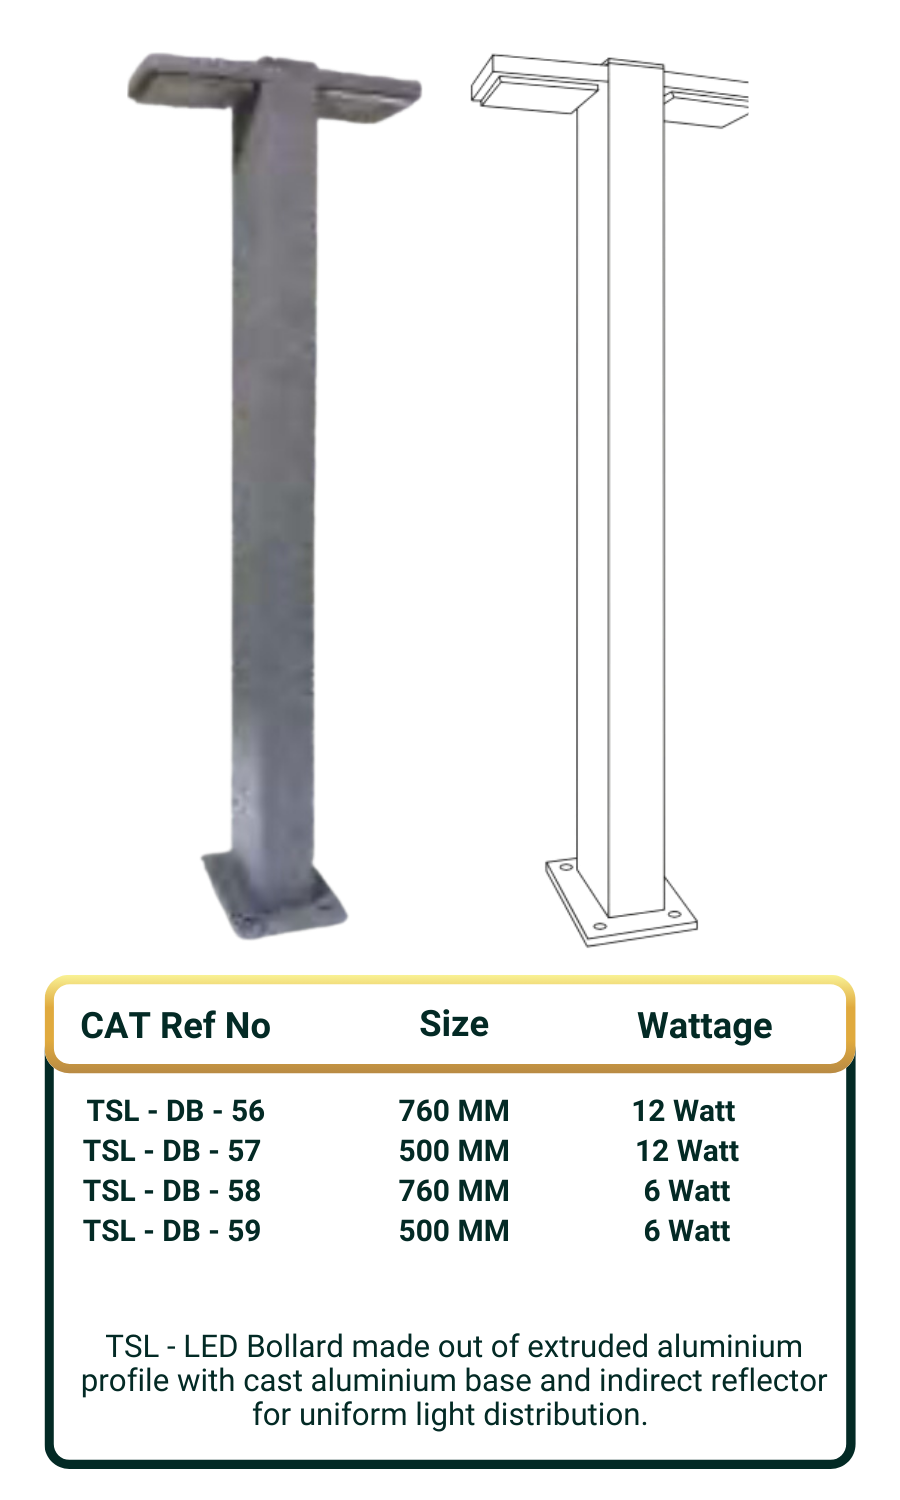 CAT Ref No Size Wattage
TSL - DB - 56 760 MM 12 Watt
TSL - DB - 57 500 MM 12 Watt
TSL - DB - 58 760 MM 6 Watt
TSL - DB - 59 500 MM 6 Watt
TSL - LED Bollard made out of extruded aluminium
profile with cast aluminium base and indirect reflector
for uniform light distribution.